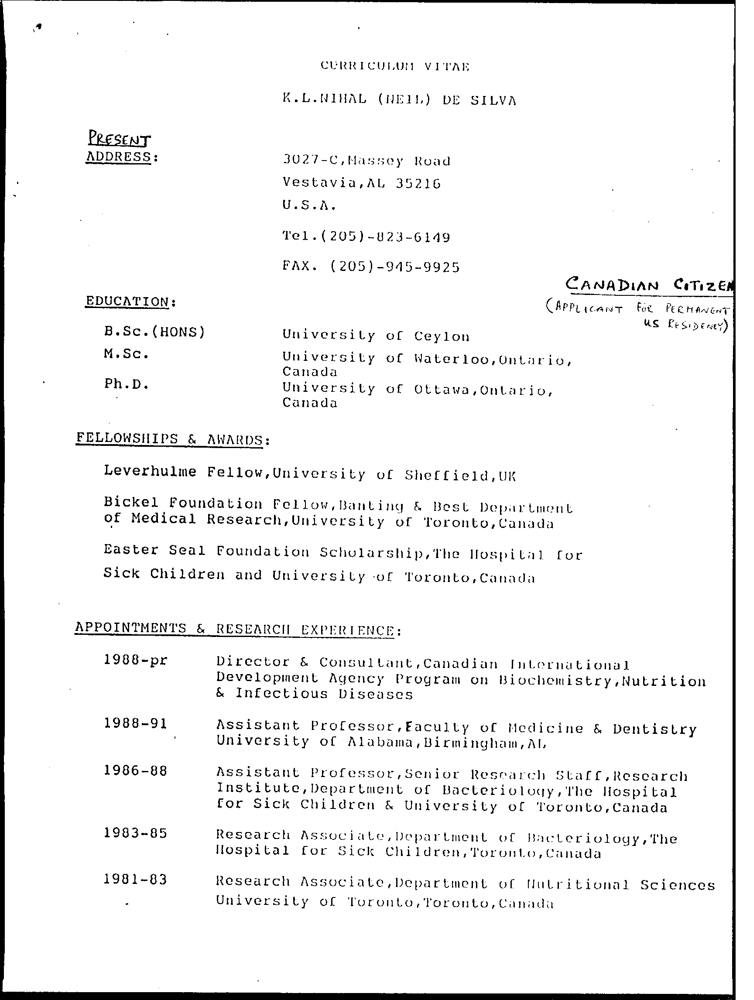 CURRICULUM VITAE
K.L.NIHAL (NEIL) DE SILVA
PRESENT
ADDRESS:
3027-C,Massey Road
Vestavia,AL 35216
U.S.A.
Tel.(205)-823-6149
FAX. (205)-945-9925
CANADIAN CITIZEN
(APPLICANT FOR PERMANENT
US RESIDENCY)
EDUCATION:
B.Sc.(HONS) University of Ceylon
M.Sc. University of Waterloo,Ontario,
Canada
Ph.D. University of Ottawa,Ontario,
Canada
FELLOWSHIPS & AWARDS:
Leverhulme Fellow,University of Sheffield,UK
Bickel Foundation Fellow,Banting & Best Department
of Medical Research,University of Toronto,Canada
Easter Seal Foundation Scholarship,The Hospital for
Sick Children and University of Toronto,Canada
APPOINTMENTS & RESEARCH EXPERIENCE:
1988-pr Director & Consultant,Canadian International
Development Agency Program on Biochemistry,Nutrition
& Infectious Diseases
1988-91 Assistant Professor,Faculty of Medicine & Dentistry
University of Alabama,Birmingham,AL
1986-88 Assistant Professor,Senior Research Staff,Research
Institute,Department of Bacteriology,The Hospital
for Sick Children & University of Toronto,Canada
1983-85 Research Associate,Department of Bacteriology,The
Hospital for Sick Children,Toronto,Canada
1981-83 Research Associate,Department of Nutritional Sciences
University of Toronto,Toronto,Canada